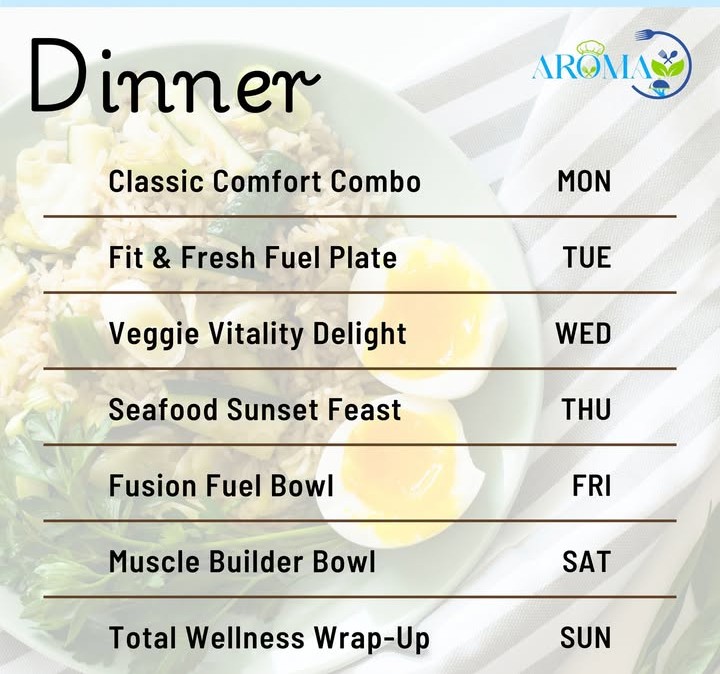 Dinner
AROMA
Classic Comfort Combo MON
Fit & Fresh Fuel Plate TUE
Veggie Vitality Delight WED
Seafood Sunset Feast THU
Fusion Fuel Bowl FRI
Muscle Builder Bowl SAT
Total Wellness Wrap-Up SUN